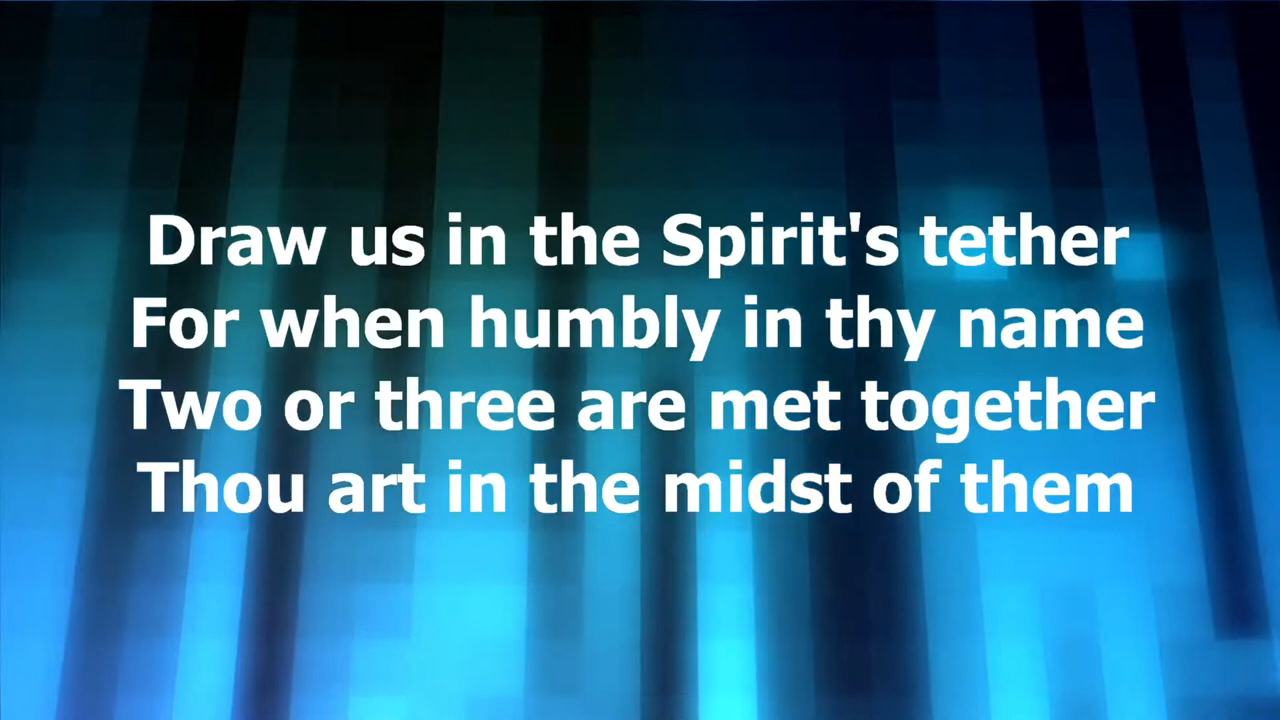 Draw us in the Spirit's tether
For when humbly in thy name
Two or three are met together
Thou art in the midst of them